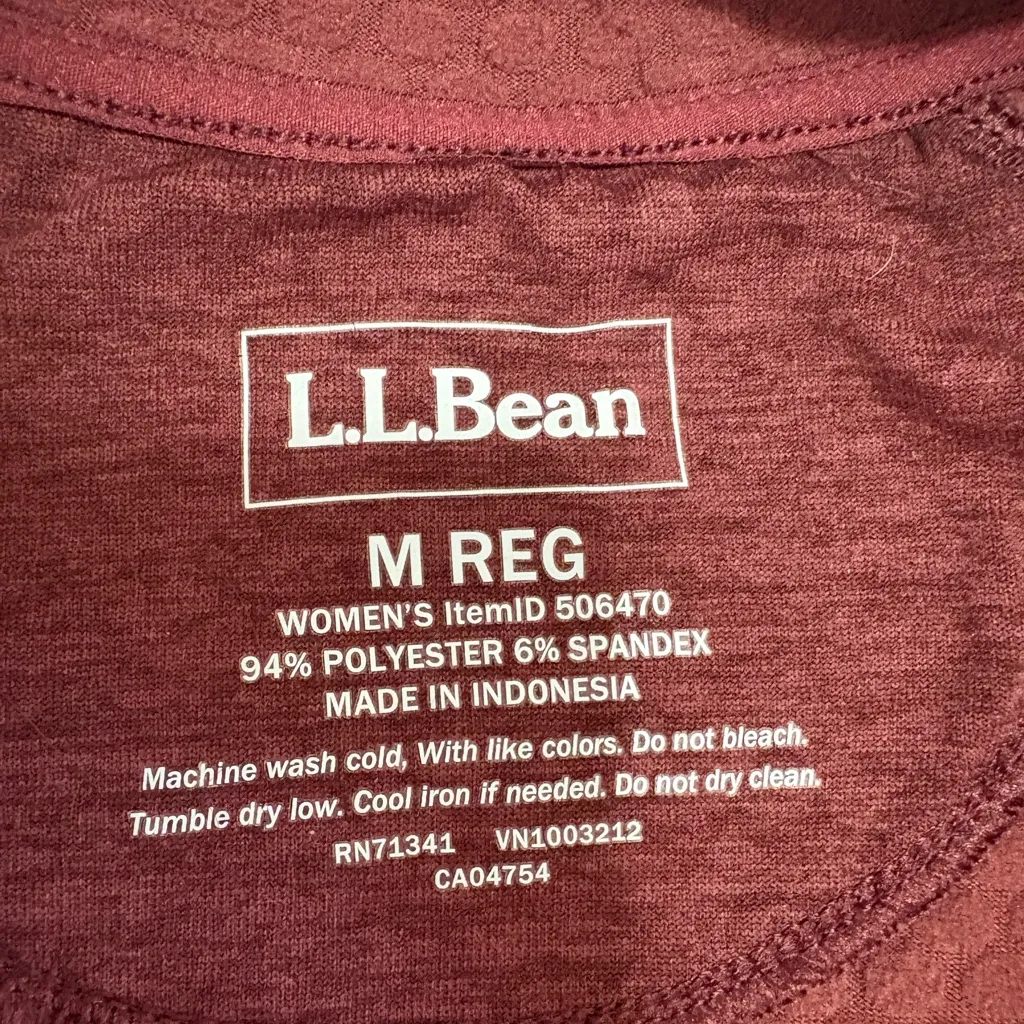 L.L.Bean
M REG
WOMEN'S ItemID 506470
94% POLYESTER 6% SPANDEX
MADE IN INDONESIA
Machine wash cold, With like colors. Do not bleach.
Tumble dry low. Cool iron if needed. Do not dry clean.
RN71341 VN1003212
CA04754